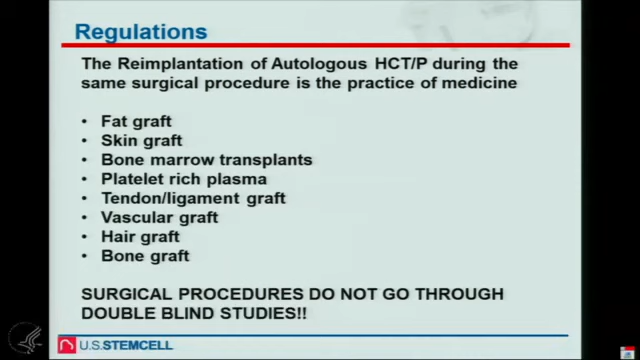 Regulations
The Reimplantation of Autologous HCT/P during the
same surgical procedure is the practice of medicine
• Fat graft
• Skin graft
• Bone marrow transplants
• Platelet rich plasma
• Tendon/ligament graft
• Vascular graft
• Hair graft
• Bone graft
SURGICAL PROCEDURES DO NOT GO THROUGH
DOUBLE BLIND STUDIES!!
U.S.STEMCELL